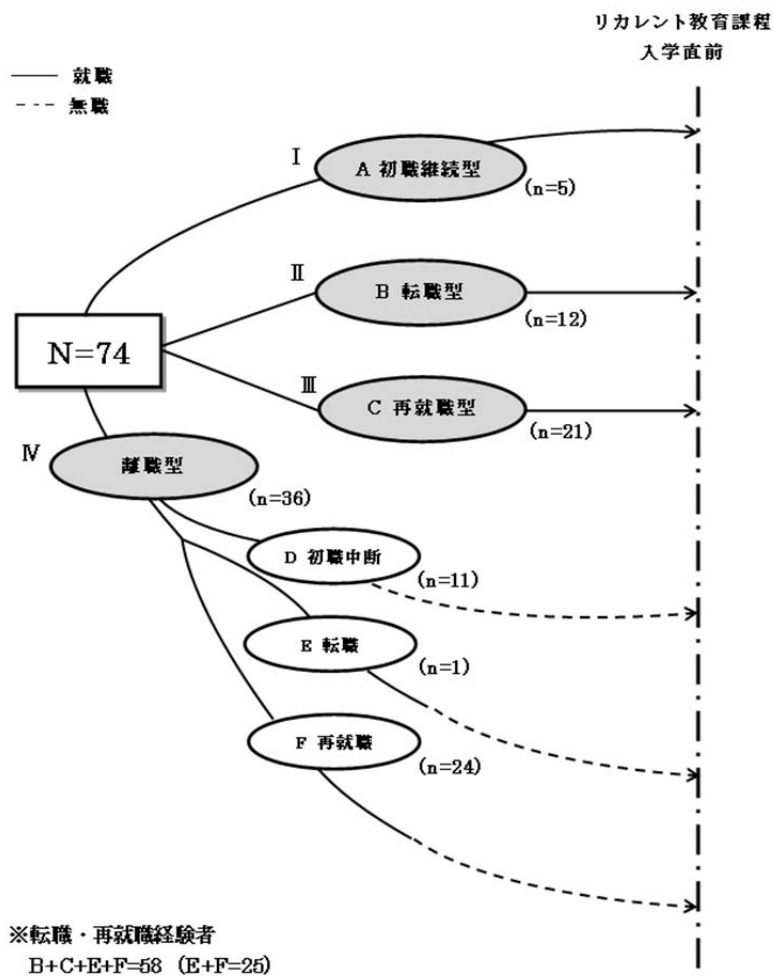 リカレント教育課程
入学直前
―― 就職
--- 無職
Ⅰ
A 初職継続型
(n=5)
Ⅱ
B 転職型
(n=12)
N=74
Ⅲ
C 再就職型
(n=21)
Ⅳ
離職型
(n=36)
D 初職中断
(n=11)
E 転職
(n=1)
F 再就職
(n=24)
※転職・再就職経験者
B+C+E+F=58 (E+F=25)